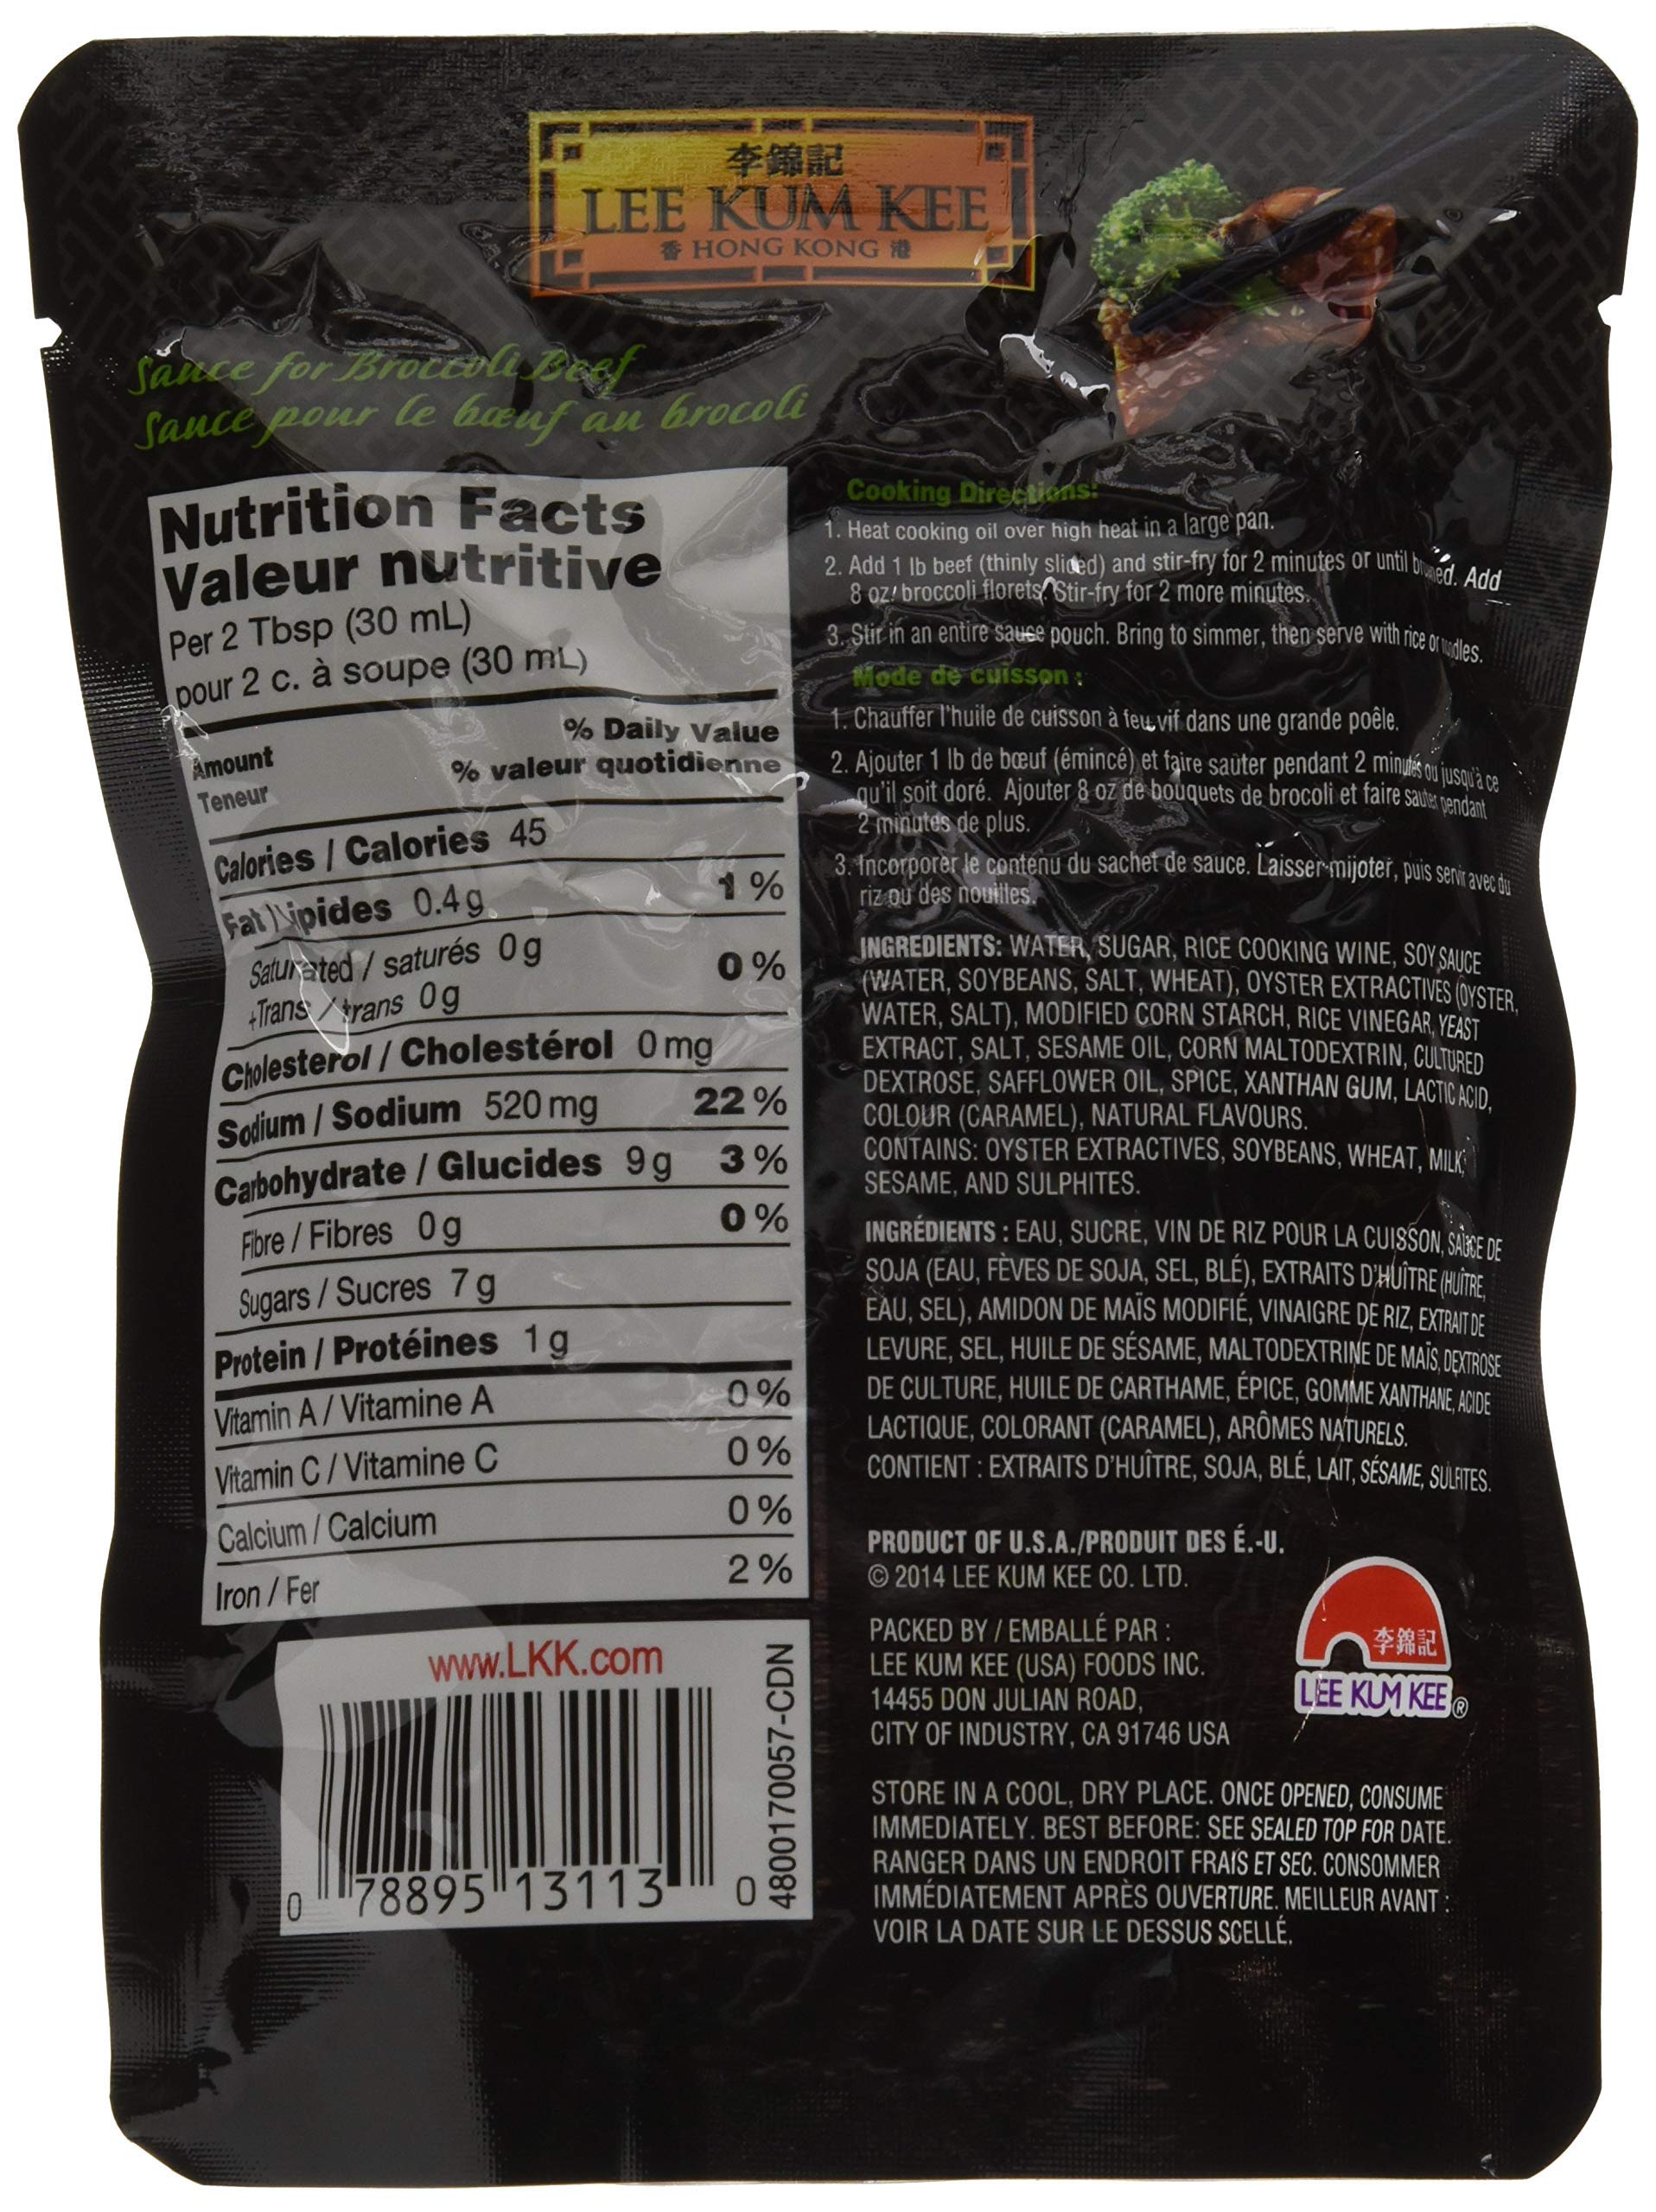 李錦記
LEE KUM KEE
香 HONG KONG 港
Sauce for Broccoli Beef
Sauce pour le bœuf au brocoli
Nutrition Facts
Valeur nutritive
Per 2 Tbsp (30 mL)
pour 2 c. à soupe (30 mL)
Amount % Daily Value
Teneur % valeur quotidienne
Calories / Calories 45
Fat / Lipides 0.4 g 1 %
Saturated / saturés 0 g 0 %
+Trans / trans 0 g
Cholesterol / Cholestérol 0 mg
Sodium / Sodium 520 mg 22 %
Carbohydrate / Glucides 9 g 3 %
Fibre / Fibres 0 g 0 %
Sugars / Sucres 7 g
Protein / Protéines 1 g
Vitamin A / Vitamine A 0 %
Vitamin C / Vitamine C 0 %
Calcium / Calcium 0 %
Iron / Fer 2 %
www.LKK.com
0 78895 13113 0
4800170057-CDN
Cooking Directions:
1. Heat cooking oil over high heat in a large pan.
2. Add 1 lb beef (thinly sliced) and stir-fry for 2 minutes or until browned. Add
8 oz broccoli florets. Stir-fry for 2 more minutes.
3. Stir in an entire sauce pouch. Bring to simmer, then serve with rice or noodles.
Mode de cuisson :
1. Chauffer l'huile de cuisson à feu vif dans une grande poêle.
2. Ajouter 1 lb de bœuf (émincé) et faire sauter pendant 2 minutes ou jusqu'à ce
qu'il soit doré. Ajouter 8 oz de bouquets de brocoli et faire sauter pendant
2 minutes de plus.
3. Incorporer le contenu du sachet de sauce. Laisser mijoter, puis servir avec du
riz ou des nouilles.
INGREDIENTS: WATER, SUGAR, RICE COOKING WINE, SOY SAUCE
(WATER, SOYBEANS, SALT, WHEAT), OYSTER EXTRACTIVES (OYSTER,
WATER, SALT), MODIFIED CORN STARCH, RICE VINEGAR, YEAST
EXTRACT, SALT, SESAME OIL, CORN MALTODEXTRIN, CULTURED
DEXTROSE, SAFFLOWER OIL, SPICE, XANTHAN GUM, LACTIC ACID,
COLOUR (CARAMEL), NATURAL FLAVOURS.
CONTAINS: OYSTER EXTRACTIVES, SOYBEANS, WHEAT, MILK,
SESAME, AND SULPHITES.
INGRÉDIENTS : EAU, SUCRE, VIN DE RIZ POUR LA CUISSON, SAUCE DE
SOJA (EAU, FÈVES DE SOJA, SEL, BLÉ), EXTRAITS D'HUÎTRE (HUÎTRE,
EAU, SEL), AMIDON DE MAÏS MODIFIÉ, VINAIGRE DE RIZ, EXTRAIT DE
LEVURE, SEL, HUILE DE SÉSAME, MALTODEXTRINE DE MAÏS, DEXTROSE
DE CULTURE, HUILE DE CARTHAME, ÉPICE, GOMME XANTHANE, ACIDE
LACTIQUE, COLORANT (CARAMEL), ARÔMES NATURELS.
CONTIENT : EXTRAITS D'HUÎTRE, SOJA, BLÉ, LAIT, SÉSAME, SULFITES.
PRODUCT OF U.S.A./PRODUIT DES É.-U.
© 2014 LEE KUM KEE CO. LTD.
PACKED BY / EMBALLÉ PAR :
LEE KUM KEE (USA) FOODS INC.
14455 DON JULIAN ROAD,
CITY OF INDUSTRY, CA 91746 USA
李錦記
LEE KUM KEE ®
STORE IN A COOL, DRY PLACE. ONCE OPENED, CONSUME
IMMEDIATELY. BEST BEFORE: SEE SEALED TOP FOR DATE.
RANGER DANS UN ENDROIT FRAIS ET SEC. CONSOMMER
IMMÉDIATEMENT APRÈS OUVERTURE. MEILLEUR AVANT :
VOIR LA DATE SUR LE DESSUS SCELLÉ.